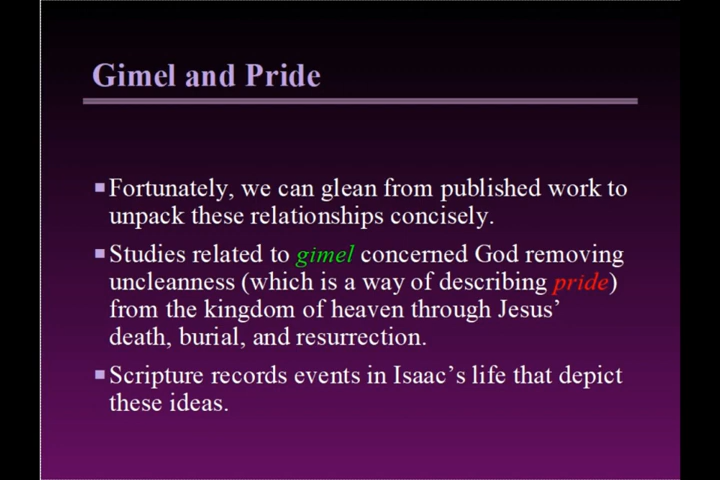 Gimel and Pride
Fortunately, we can glean from published work to
unpack these relationships concisely.
Studies related to gimel concerned God removing
uncleanness (which is a way of describing pride)
from the kingdom of heaven through Jesus’
death, burial, and resurrection.
Scripture records events in Isaac’s life that depict
these ideas.